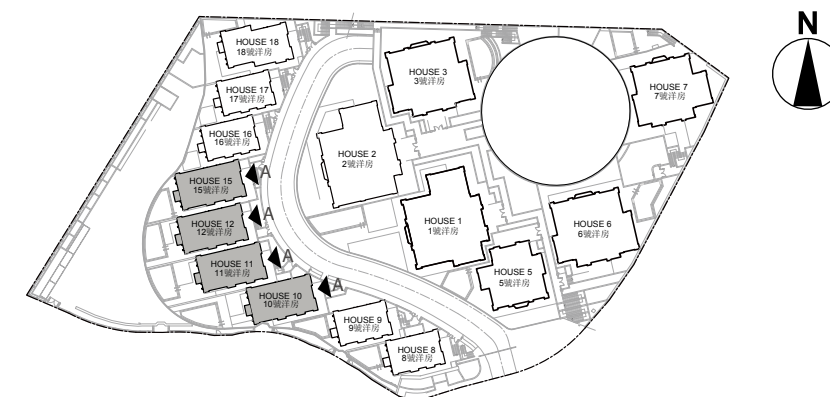 N
HOUSE 18
18號洋房
HOUSE 17
17號洋房
HOUSE 16
16號洋房
HOUSE 15
15號洋房
A
HOUSE 12
12號洋房
A
HOUSE 11
11號洋房
A
HOUSE 10
10號洋房
A
HOUSE 9
9號洋房
HOUSE 8
8號洋房
HOUSE 3
3號洋房
HOUSE 2
2號洋房
HOUSE 1
1號洋房
HOUSE 5
5號洋房
HOUSE 6
6號洋房
HOUSE 7
7號洋房